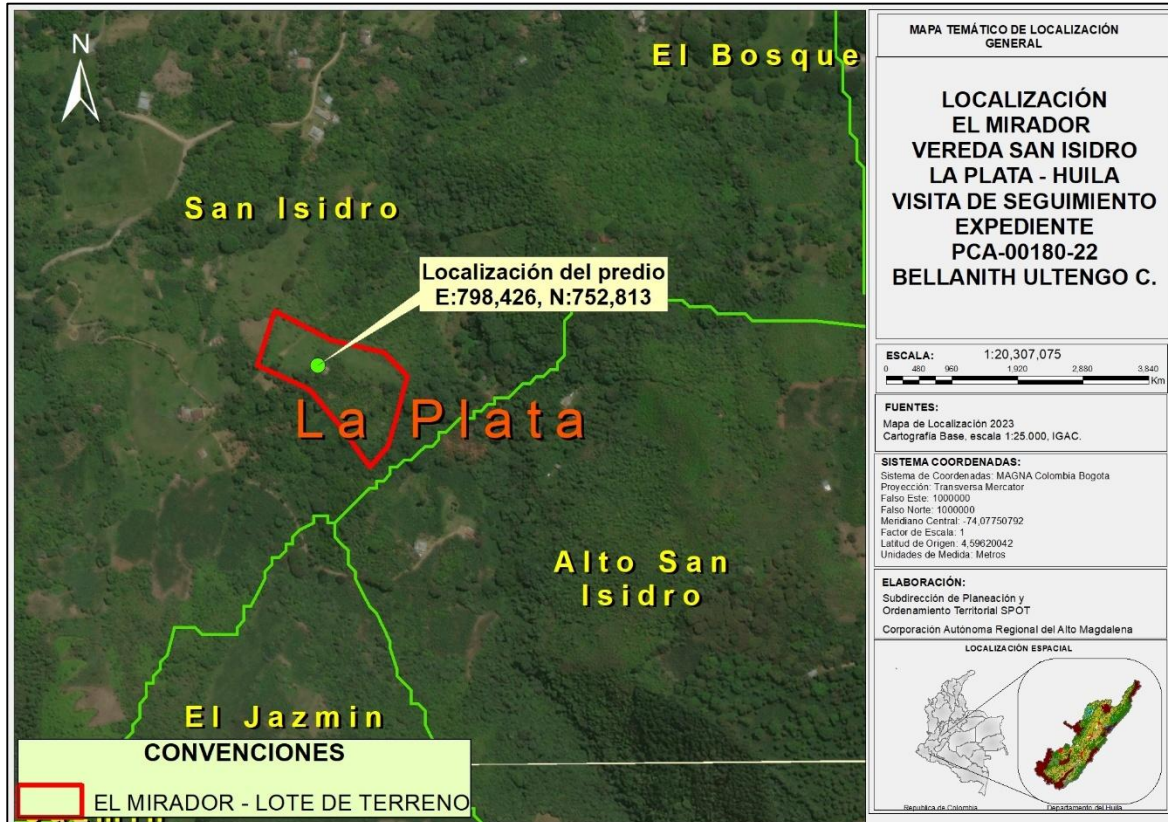 N
El Bosque
San Isidro
Localización del predio
E:798,426, N:752,813
La Plata
Alto San
Isidro
El Jazmin
CONVENCIONES
EL MIRADOR - LOTE DE TERRENO
MAPA TEMÁTICO DE LOCALIZACIÓN
GENERAL
LOCALIZACIÓN
EL MIRADOR
VEREDA SAN ISIDRO
LA PLATA - HUILA
VISITA DE SEGUIMIENTO
EXPEDIENTE
PCA-00180-22
BELLANITH ULTENGO C.
ESCALA: 1:20,307,075
0 480 960 1,920 2,880 3,840
Km
FUENTES:
Mapa de Localización 2023
Cartografía Base, escala 1:25.000, IGAC.
SISTEMA COORDENADAS:
Sistema de Coordenadas: MAGNA Colombia Bogota
Proyección: Transversa Mercator
Falso Este: 1000000
Falso Norte: 1000000
Meridiano Central: -74,07750792
Factor de Escala: 1
Latitud de Origen: 4,59620042
Unidades de Medida: Metros
ELABORACIÓN:
Subdirección de Planeación y
Ordenamiento Territorial SPOT
Corporación Autónoma Regional del Alto Magdalena
LOCALIZACIÓN ESPACIAL
Republica de Colombia
Departamento del Huila